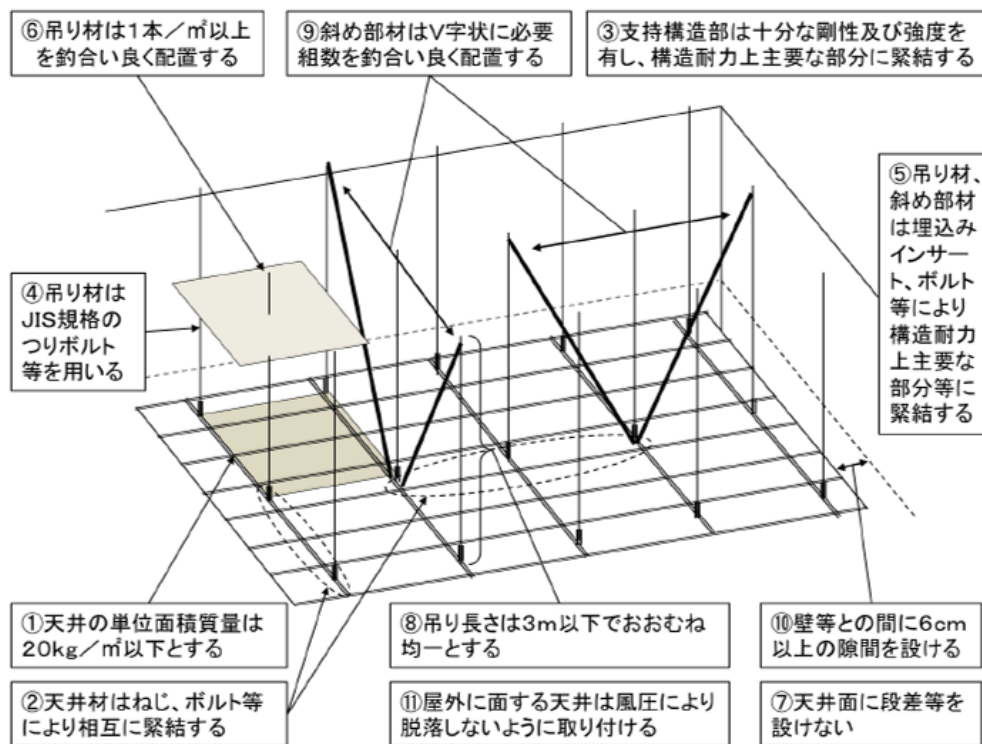 ⑥吊り材は1本／㎡以上
を釣合い良く配置する
⑨斜め部材はV字状に必要
組数を釣合い良く配置する
③支持構造部は十分な剛性及び強度を
有し、構造耐力上主要な部分に緊結する
⑤吊り材、
斜め部材
は埋込み
インサー
ト、ボルト
等により
構造耐力
上主要な
部分等に
緊結する
④吊り材は
JIS規格の
つりボルト
等を用いる
①天井の単位面積質量は
20kg／㎡以下とする
⑧吊り長さは3m以下でおおむね
均一とする
⑩壁等との間に6cm
以上の隙間を設ける
②天井材はねじ、ボルト等
により相互に緊結する
⑪屋外に面する天井は風圧により
脱落しないように取り付ける
⑦天井面に段差等を
設けない